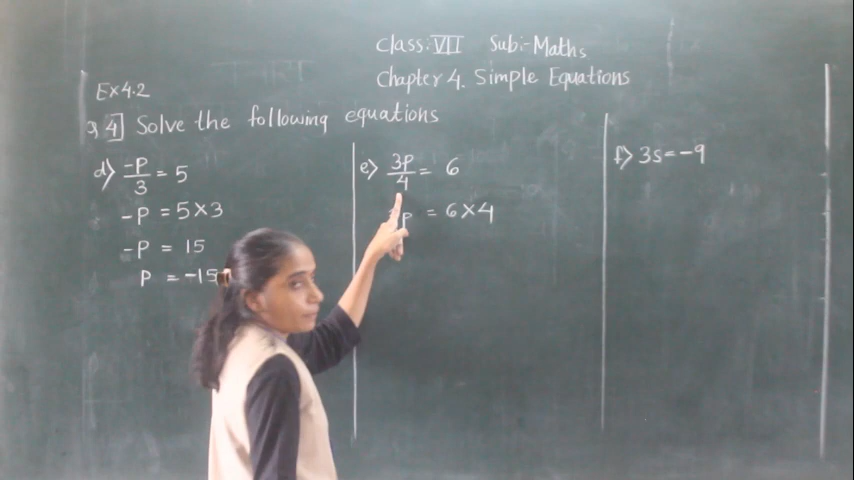 Class: VII Sub:- Maths
Chapter 4. Simple Equations
Ex 4.2
Q 4] Solve the following equations
d) -P/3 = 5
-P = 5×3
-P = 15
P = -15
e) 3P/4 = 6
P = 6×4
f) 3s = -9